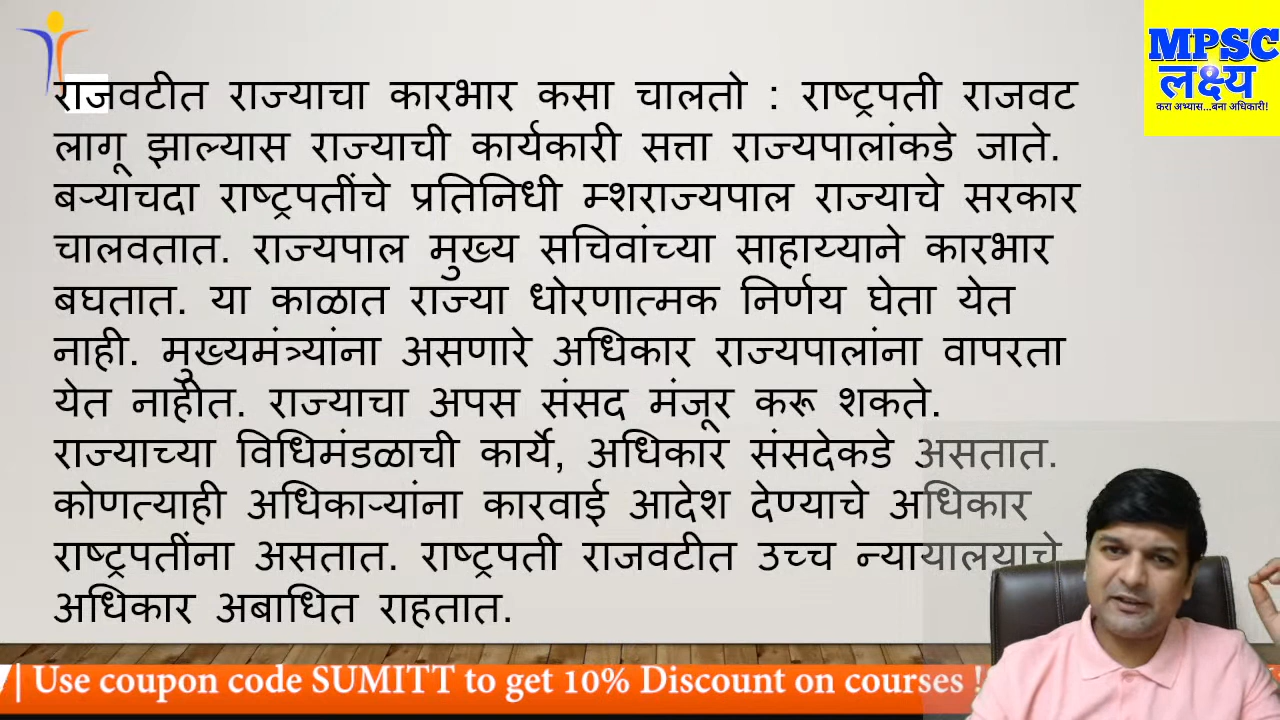 MPSC
लक्ष्य
करा अभ्यास...बना अधिकारी!
राजवटीत राज्याचा कारभार कसा चालतो : राष्ट्रपती राजवट
लागू झाल्यास राज्याची कार्यकारी सत्ता राज्यपालांकडे जाते.
बऱ्याचदा राष्ट्रपतींचे प्रतिनिधी म्शराज्यपाल राज्याचे सरकार
चालवतात. राज्यपाल मुख्य सचिवांच्या साहाय्याने कारभार
बघतात. या काळात राज्या धोरणात्मक निर्णय घेता येत
नाही. मुख्यमंत्र्यांना असणारे अधिकार राज्यपालांना वापरता
येत नाहीत. राज्याचा अपस संसद मंजूर करू शकते.
राज्याच्या विधिमंडळाची कार्ये, अधिकार संसदेकडे असतात.
कोणत्याही अधिकाऱ्यांना कारवाई आदेश देण्याचे अधिकार
राष्ट्रपतींना असतात. राष्ट्रपती राजवटीत उच्च न्यायालयाचे
अधिकार अबाधित राहतात.
| Use coupon code SUMITT to get 10% Discount on courses !